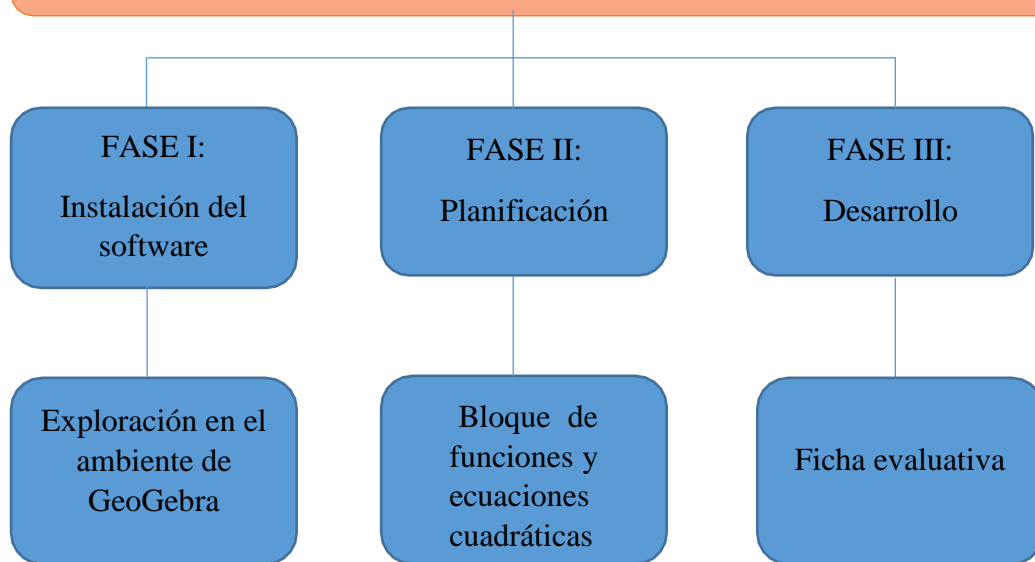 FASE I:
Instalación del
software
FASE II:
Planificación
FASE III:
Desarrollo
Exploración en el
ambiente de
GeoGebra
Bloque de
funciones y
ecuaciones
cuadráticas
Ficha evaluativa